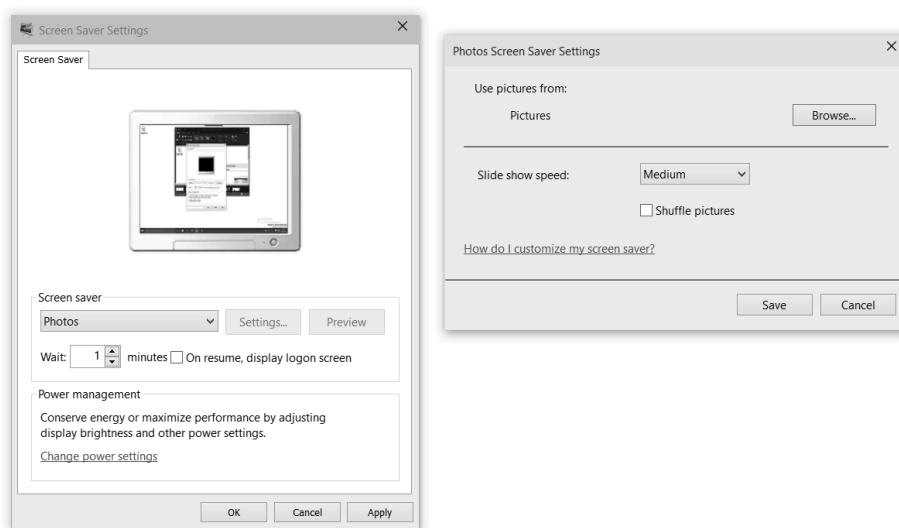 Screen Saver Settings
Screen Saver
Screen saver
Photos
Settings...
Preview
Wait: 1 minutes On resume, display logon screen
Power management
Conserve energy or maximize performance by adjusting
display brightness and other power settings.
Change power settings
OK
Cancel
Apply
Photos Screen Saver Settings
Use pictures from:
Pictures
Browse...
Slide show speed:
Medium
Shuffle pictures
How do I customize my screen saver?
Save
Cancel